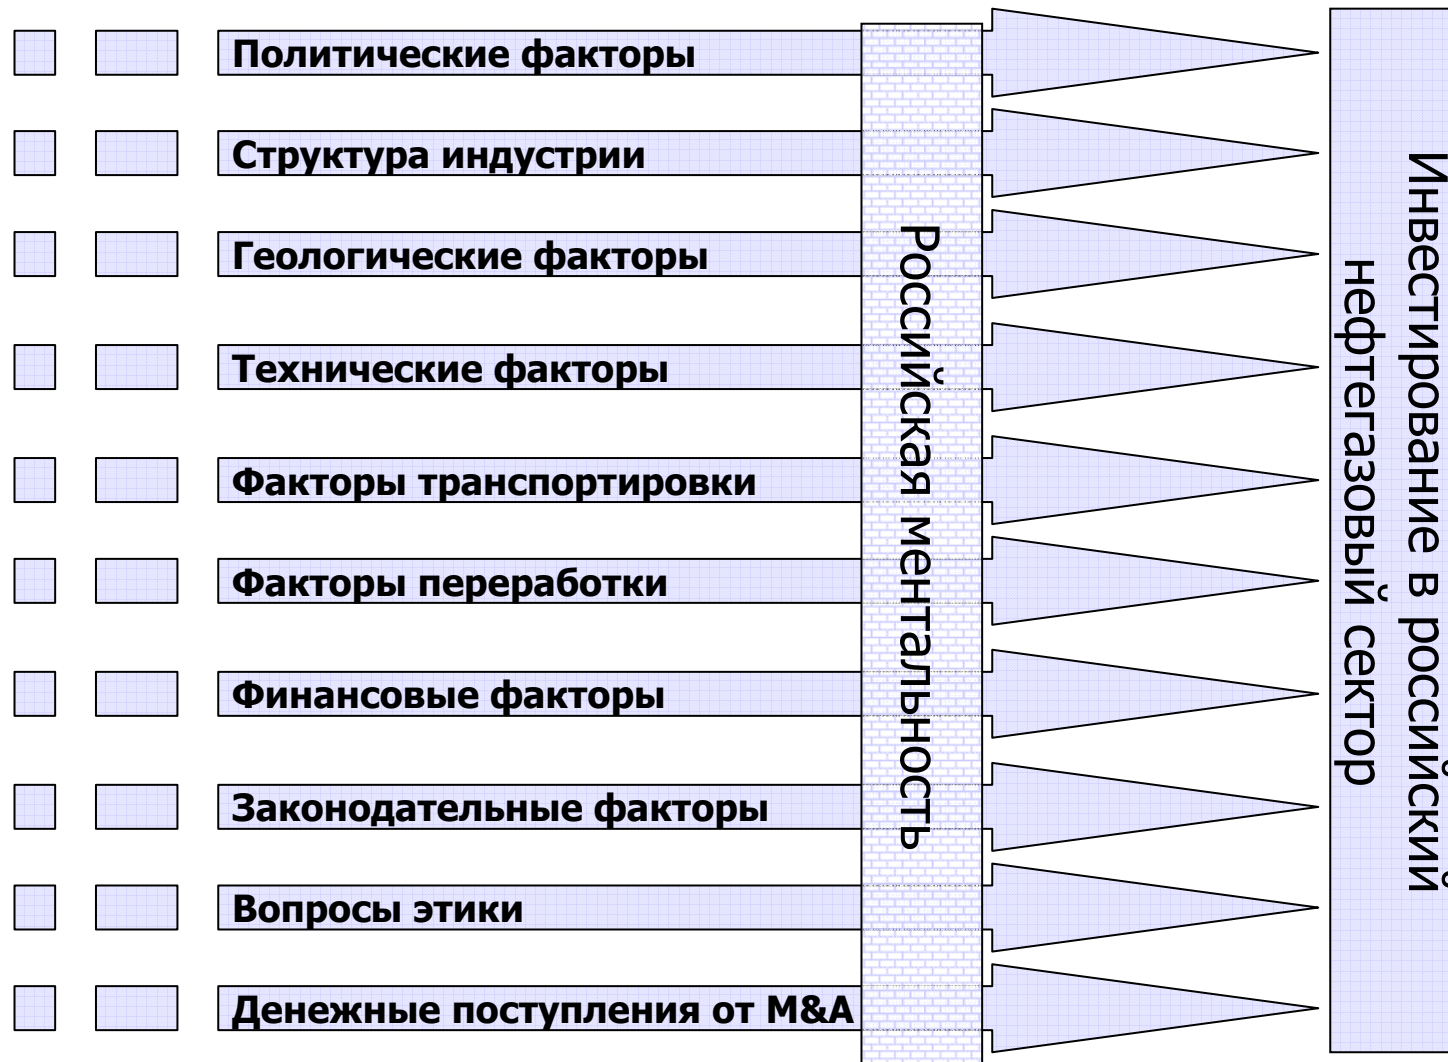 Политические факторы
Структура индустрии
Геологические факторы
Технические факторы
Факторы транспортировки
Факторы переработки
Финансовые факторы
Законодательные факторы
Вопросы этики
Денежные поступления от M&A
Российская ментальность
Инвестирование в российский
нефтегазовый сектор